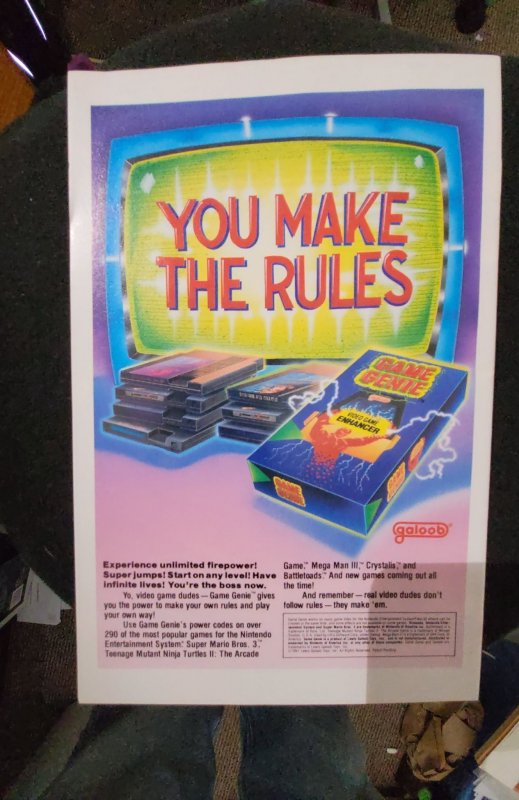 YOU MAKE
THE RULES
GAME
GENIE
VIDEO GAME
ENHANCER
GAME
GENIE
galoob
Experience unlimited firepower!
Super jumps! Start on any level! Have
infinite lives! You're the boss now.
Yo, video game dudes — Game Genie™ gives
you the power to make your own rules and play
your own way!
Use Game Genie's power codes on over
290 of the most popular games for the Nintendo
Entertainment System,® Super Mario Bros. 3,™
Teenage Mutant Ninja Turtles II: The Arcade
Game,™ Mega Man III,™ Crystalis,™ and
Battletoads.™ And new games coming out all
the time!
And remember — real video dudes don't
follow rules — they make 'em.